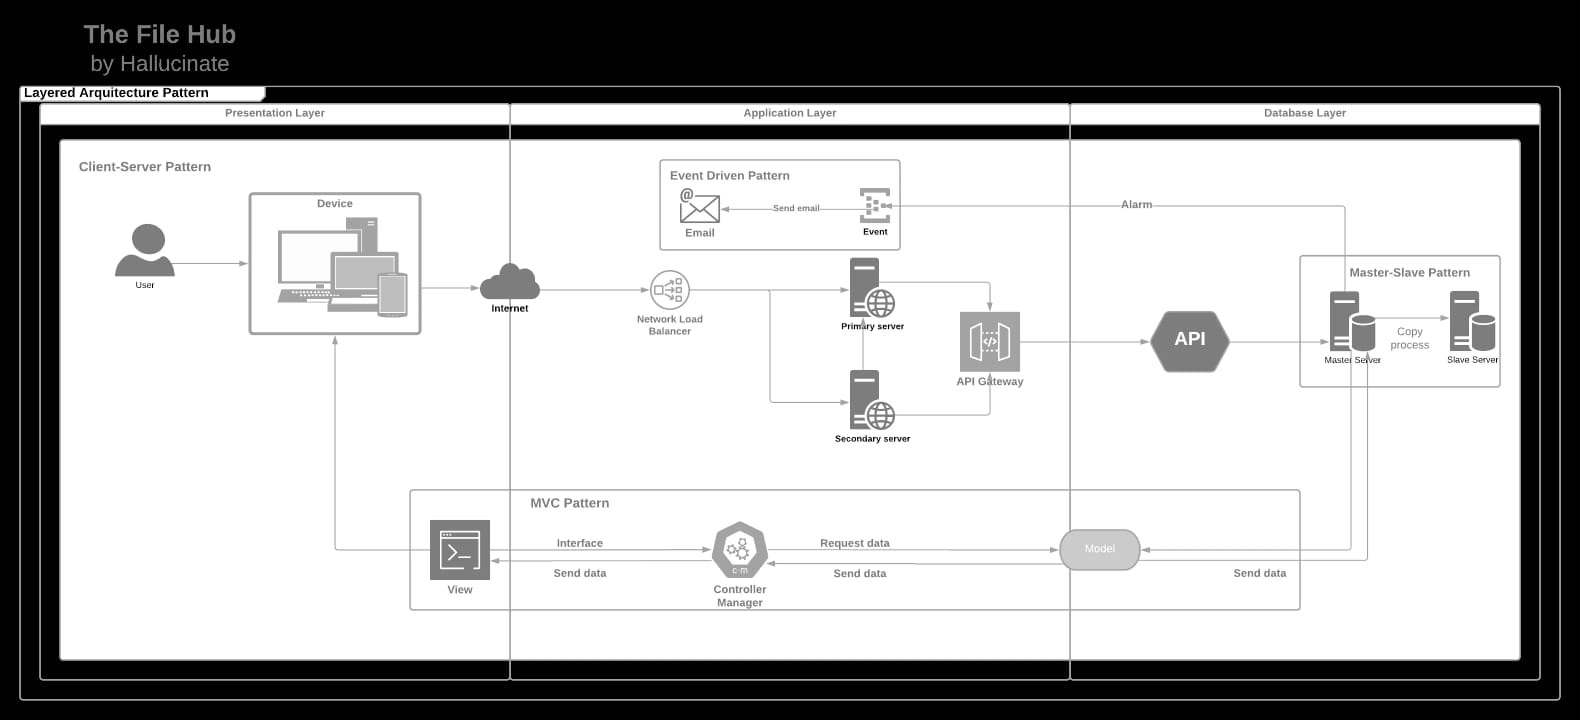 The File Hub
by Hallucinate
Layered Arquitecture Pattern
Presentation Layer
Application Layer
Database Layer
Client-Server Pattern
Device
User
Internet
Event Driven Pattern
@
Send email
Email
Event
Alarm
Network Load
Balancer
Primary server
Secondary server
</>
API Gateway
API
Master-Slave Pattern
Copy
process
Master Server
Slave Server
MVC Pattern
View
Interface
Send data
c-m
Controller
Manager
Request data
Send data
Model
Send data